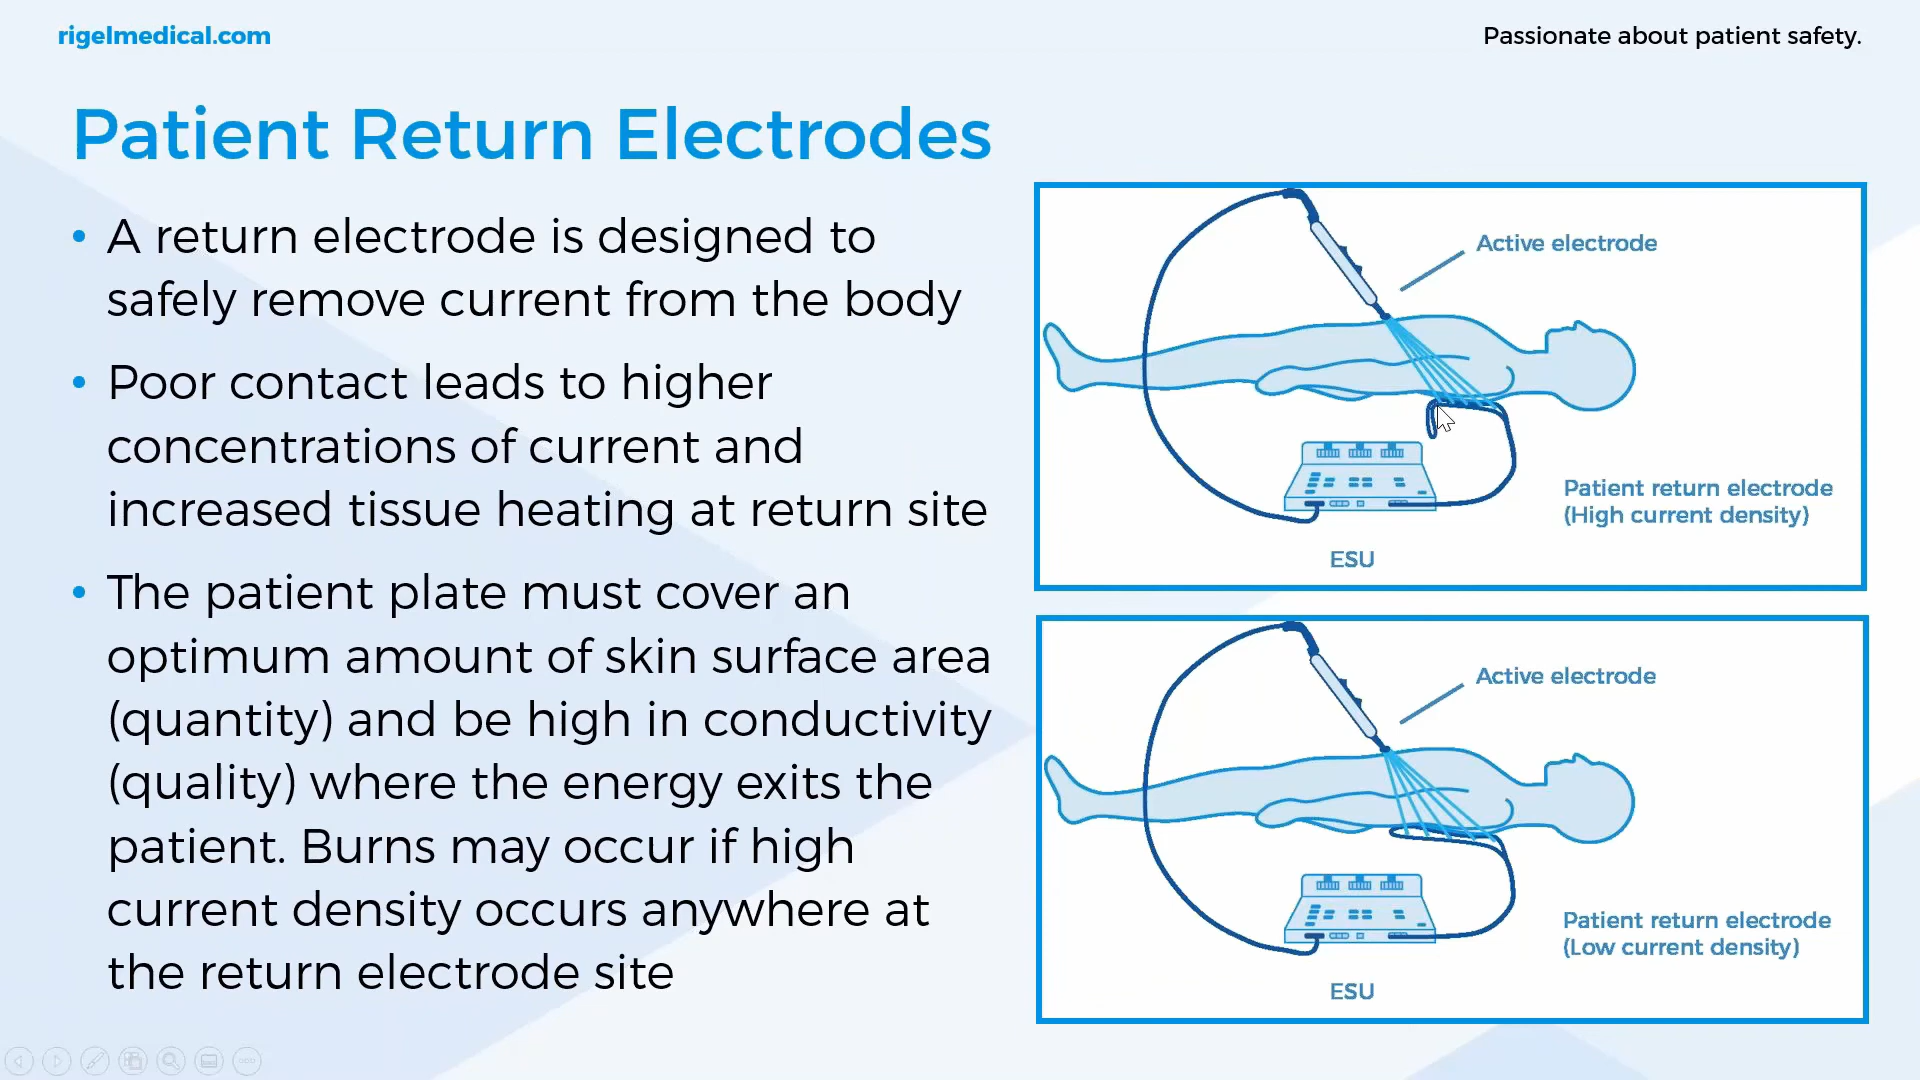 rigelmedical.com
Passionate about patient safety.
Patient Return Electrodes
• A return electrode is designed to
safely remove current from the body
• Poor contact leads to higher
concentrations of current and
increased tissue heating at return site
• The patient plate must cover an
optimum amount of skin surface area
(quantity) and be high in conductivity
(quality) where the energy exits the
patient. Burns may occur if high
current density occurs anywhere at
the return electrode site
Active electrode
Patient return electrode
(High current density)
ESU
Active electrode
Patient return electrode
(Low current density)
ESU